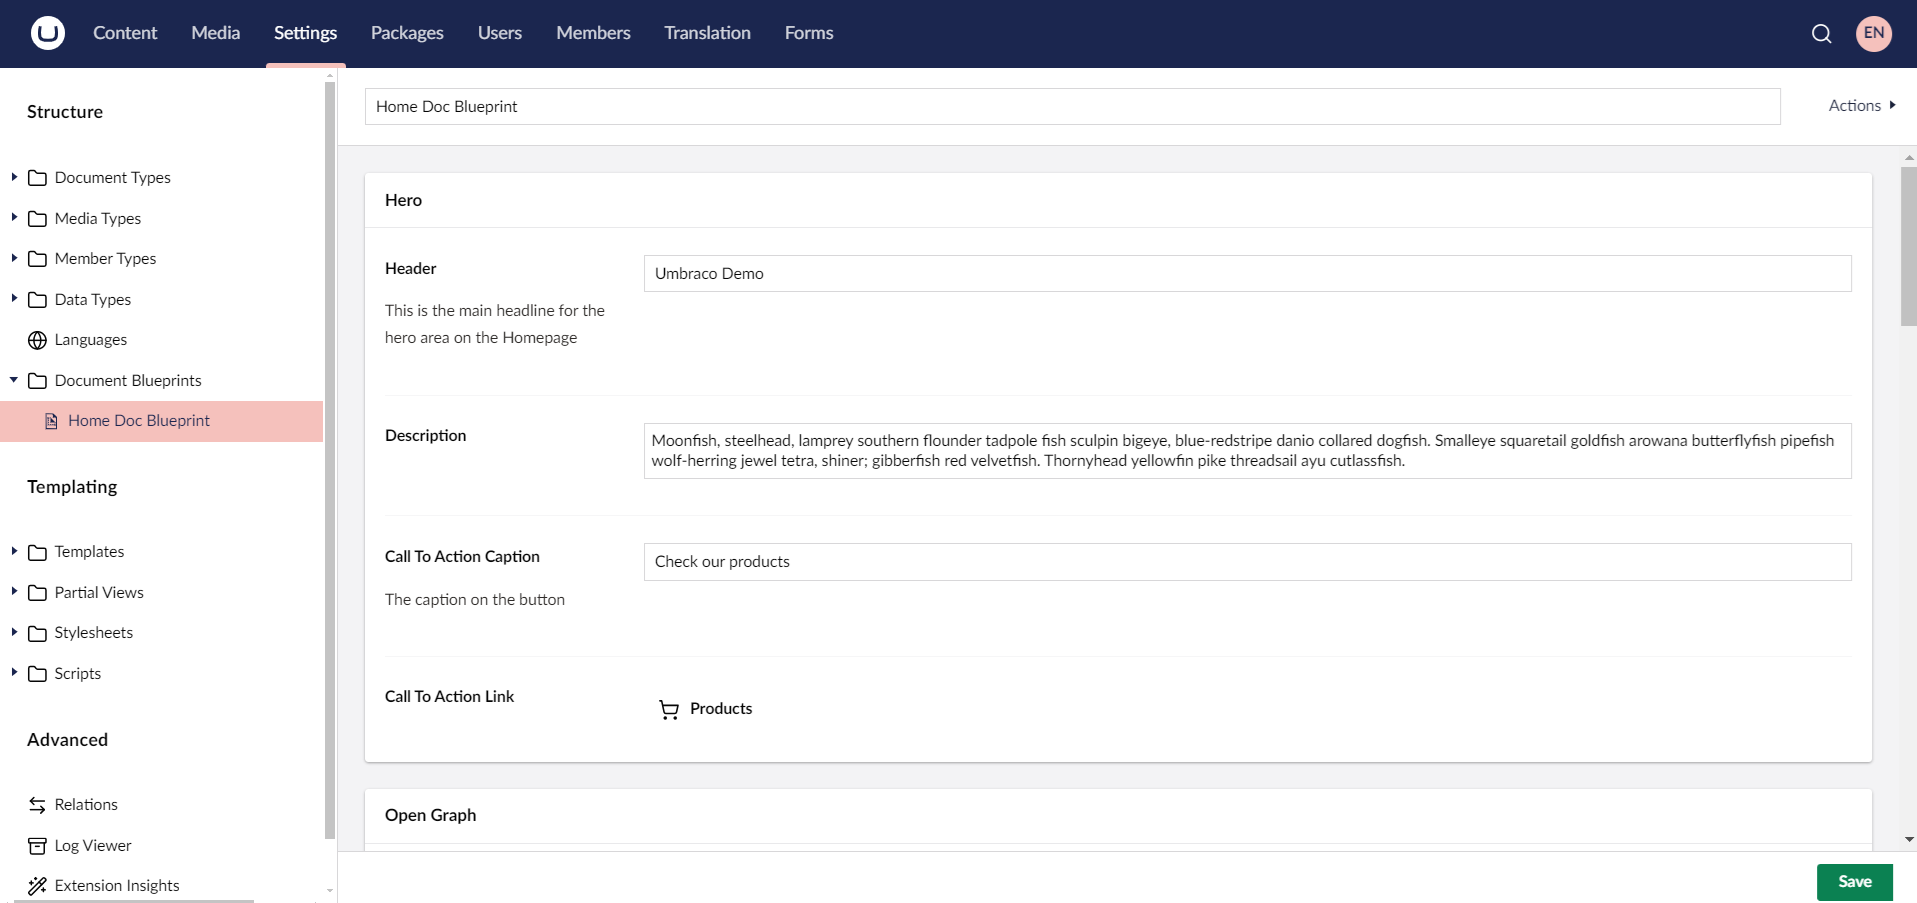 Content Media Settings Packages Users Members Translation Forms
EN
Structure
Document Types
Media Types
Member Types
Data Types
Languages
Document Blueprints
Home Doc Blueprint
Templating
Templates
Partial Views
Stylesheets
Scripts
Advanced
Relations
Log Viewer
Extension Insights
Home Doc Blueprint
Actions
Hero
Header
This is the main headline for the
hero area on the Homepage
Umbraco Demo
Description
Moonfish, steelhead, lamprey southern flounder tadpole fish sculpin bigeye, blue-redstripe danio collared dogfish. Smalleye squaretail goldfish arowana butterflyfish pipefish
wolf-herring jewel tetra, shiner; gibberfish red velvetfish. Thornyhead yellowfin pike threadsail ayu cutlassfish.
Call To Action Caption
The caption on the button
Check our products
Call To Action Link
Products
Open Graph
Save